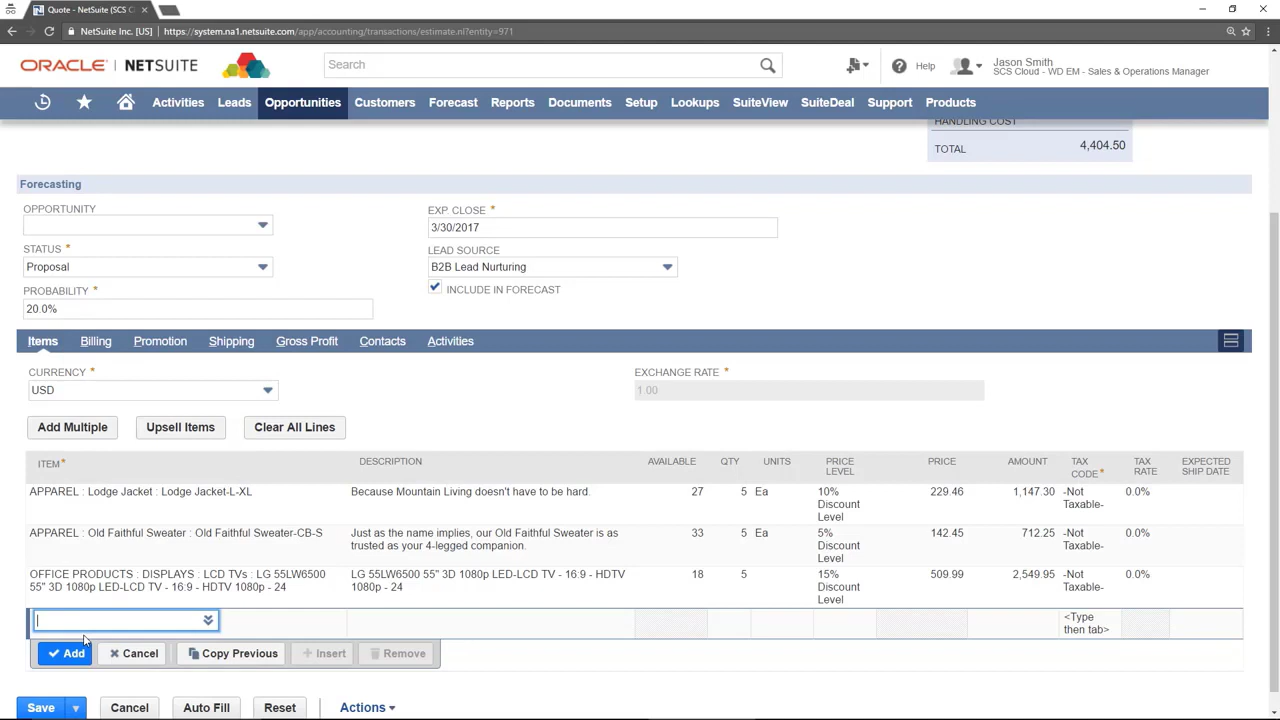 Quote - NetSuite (SCS C
NetSuite Inc. [US] https://system.na1.netsuite.com/app/accounting/transactions/estimate.nl?entity=971
ORACLE NETSUITE
Search
Help
Jason Smith
SCS Cloud - WD EM - Sales & Operations Manager
Activities Leads Opportunities Customers Forecast Reports Documents Setup Lookups SuiteView SuiteDeal Support Products
HANDLING COST
TOTAL 4,404.50
Forecasting
OPPORTUNITY
EXP. CLOSE *
3/30/2017
STATUS *
Proposal
LEAD SOURCE
B2B Lead Nurturing
PROBABILITY *
20.0%
INCLUDE IN FORECAST
Items Billing Promotion Shipping Gross Profit Contacts Activities
CURRENCY *
USD
EXCHANGE RATE *
1.00
Add Multiple Upsell Items Clear All Lines
ITEM* DESCRIPTION AVAILABLE QTY UNITS PRICE LEVEL PRICE AMOUNT TAX CODE* TAX RATE EXPECTED SHIP DATE
APPAREL : Lodge Jacket : Lodge Jacket-L-XL Because Mountain Living doesn't have to be hard. 27 5 Ea 10% 229.46 1,147.30 -Not 0.0%
Discount Taxable-
Level
APPAREL : Old Faithful Sweater : Old Faithful Sweater-CB-S Just as the name implies, our Old Faithful Sweater is as 33 5 Ea 5% 142.45 712.25 -Not 0.0%
trusted as your 4-legged companion. Discount Taxable-
Level
OFFICE PRODUCTS : DISPLAYS : LCD TVs : LG 55LW6500 LG 55LW6500 55" 3D 1080p LED-LCD TV - 16:9 - HDTV 18 5 15% 509.99 2,549.95 -Not 0.0%
55" 3D 1080p LED-LCD TV - 16:9 - HDTV 1080p - 24 1080p - 24 Discount Taxable-
Level
<Type
then tab>
Add Cancel Copy Previous Insert Remove
Save Cancel Auto Fill Reset Actions